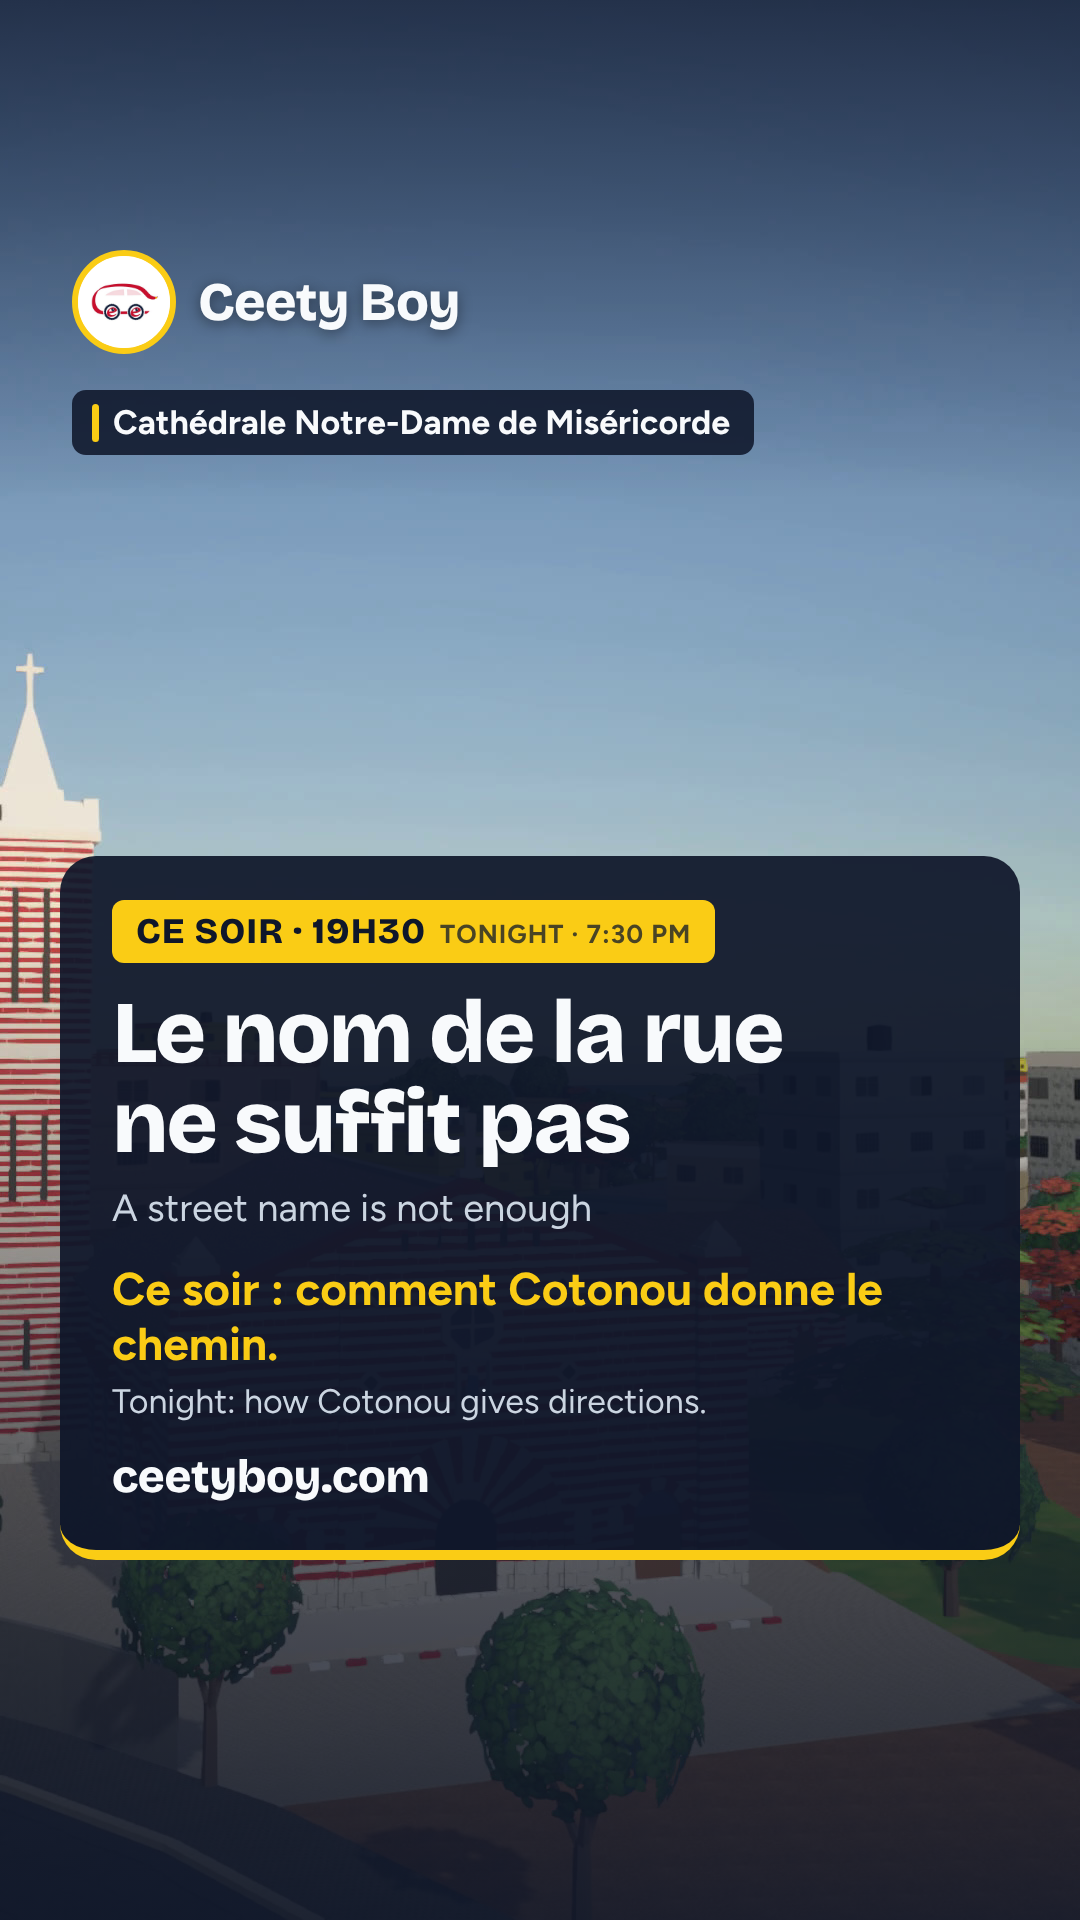 Ceety Boy
Cathédrale Notre-Dame de Miséricorde
CE SOIR · 19H30 TONIGHT · 7:30 PM
Le nom de la rue
ne suffit pas
A street name is not enough
Ce soir : comment Cotonou donne le
chemin.
Tonight: how Cotonou gives directions.
ceetyboy.com